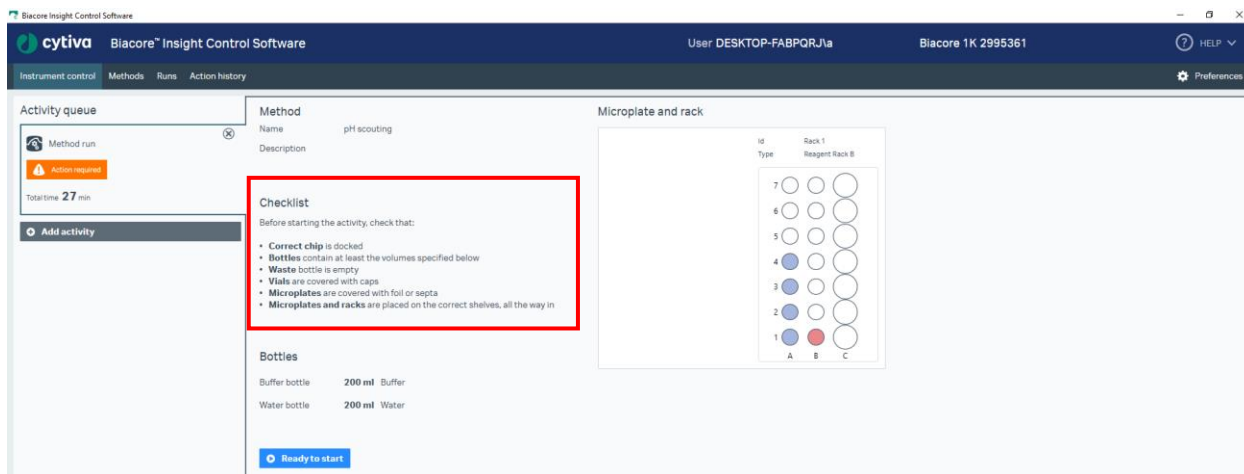 Biacore Insight Control Software
cytiva Biacore™ Insight Control Software User DESKTOP-FABPQRJ\a Biacore 1K 2995361 ? HELP
Instrument control Methods Runs Action history Preferences
Activity queue
Method run
Action required
Total time 27 min
Add activity
Method
Name pH scouting
Description
Checklist
Before starting the activity, check that:
• Correct chip is docked
• Bottles contain at least the volumes specified below
• Waste bottle is empty
• Vials are covered with caps
• Microplates are covered with foil or septa
• Microplates and racks are placed on the correct shelves, all the way in
Bottles
Buffer bottle 200 ml Buffer
Water bottle 200 ml Water
Ready to start
Microplate and rack
Id Rack 1
Type Reagent Rack B
7
6
5
4
3
2
1
A B C